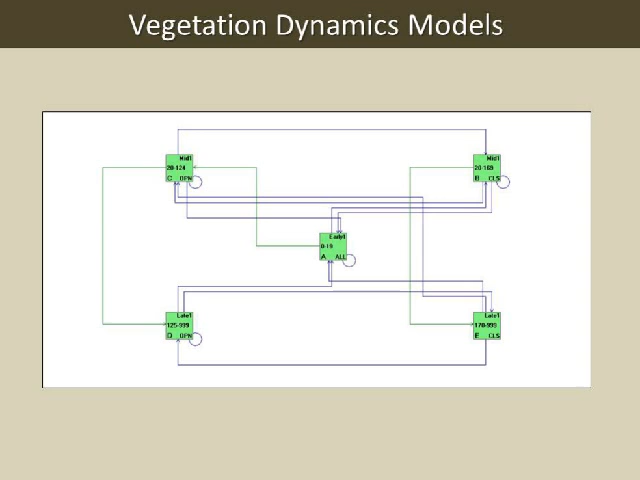 Vegetation Dynamics Models
Mid1
20-124
C OPN
Mid1
20-169
B CLS
Early1
0-19
A ALL
Late1
125-999
D OPN
Late1
170-999
E CLS